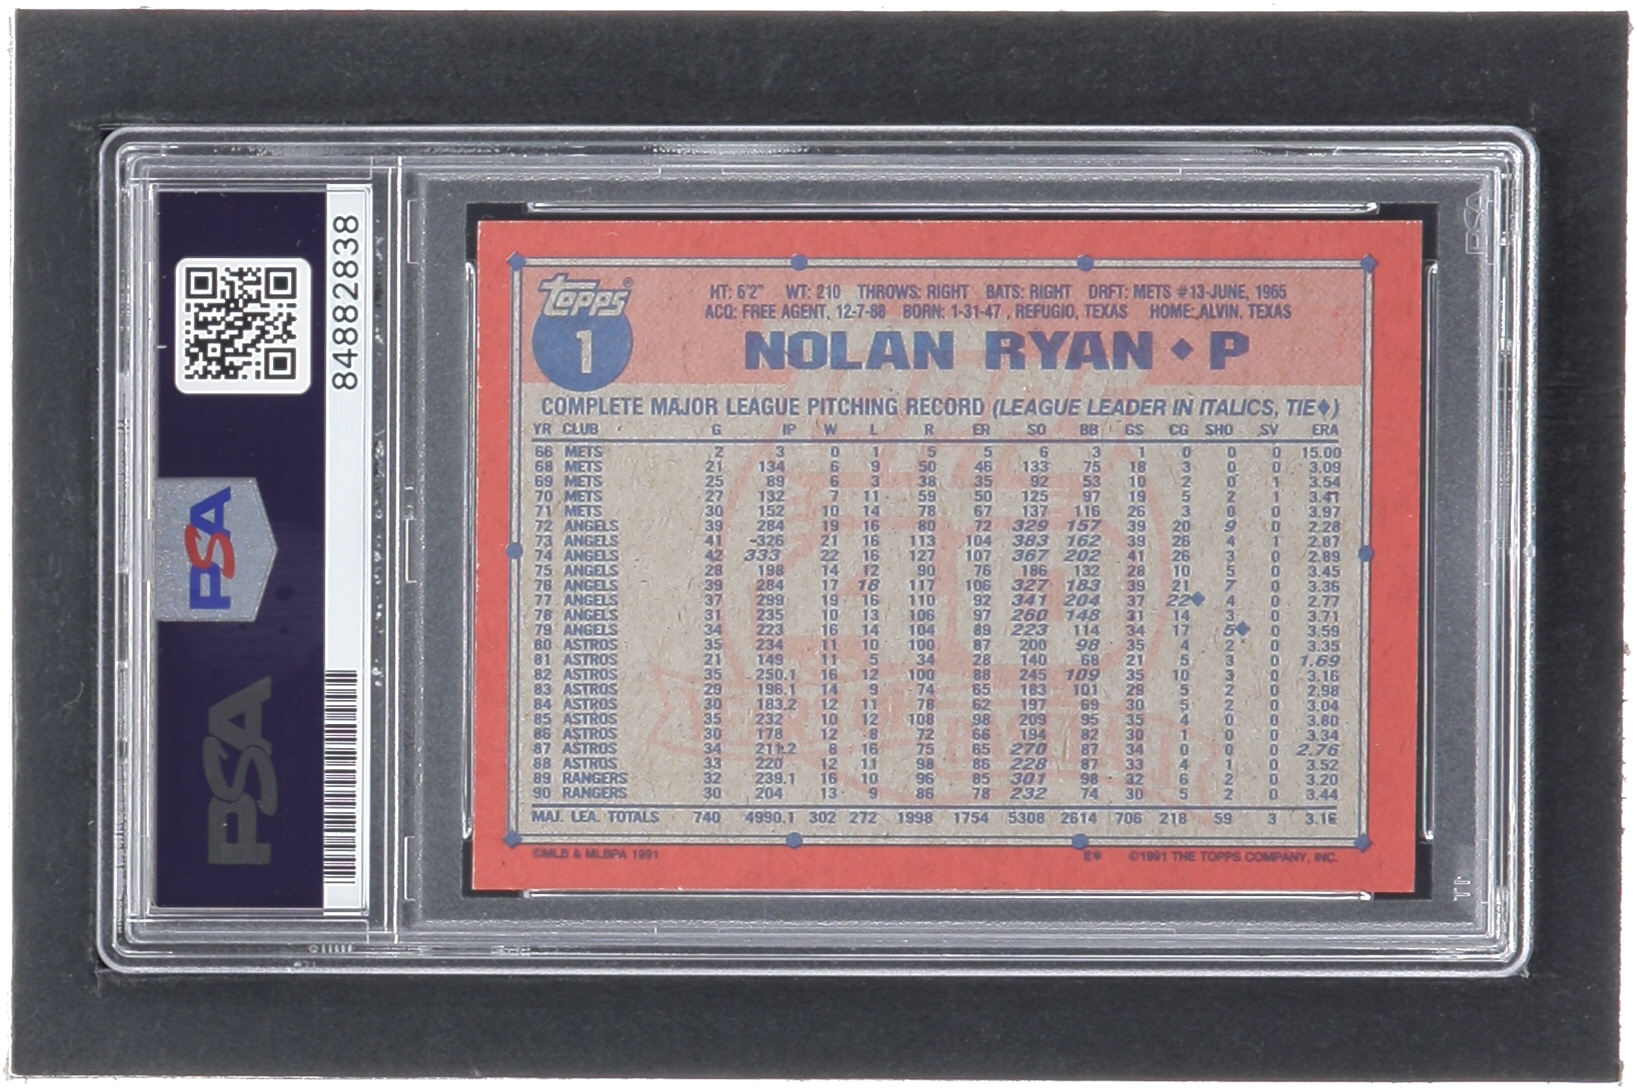 Topps®
1
HT: 6'2" WT: 210 THROWS: RIGHT BATS: RIGHT DRFT: METS #13-JUNE, 1965
ACQ: FREE AGENT, 12-7-88 BORN: 1-31-47, REFUGIO, TEXAS HOME: ALVIN, TEXAS
NOLAN RYAN ♦ P
COMPLETE MAJOR LEAGUE PITCHING RECORD (LEAGUE LEADER IN ITALICS, TIE♦)
YR CLUB G IP W L R ER SO BB GS CG SHO SV ERA
66 METS 2 3 0 1 5 5 6 3 1 0 0 0 15.00
68 METS 21 134 6 9 50 46 133 75 18 3 0 0 3.09
69 METS 25 89 6 3 38 35 92 53 10 2 0 1 3.54
70 METS 27 132 7 11 59 50 125 97 19 5 2 1 3.41
71 METS 30 152 10 14 78 67 137 116 26 3 0 0 3.97
72 ANGELS 39 284 19 16 80 72 329 157 39 20 9 0 2.28
73 ANGELS 41 326 21 16 113 104 383 162 39 26 4 1 2.87
74 ANGELS 42 333 22 16 127 107 367 202 41 26 3 0 2.89
75 ANGELS 28 198 14 12 90 76 186 132 28 10 5 0 3.45
76 ANGELS 39 284 17 18 117 106 327 183 39 21 7 0 3.36
77 ANGELS 37 299 19 16 110 92 341 204 37 22♦ 4 0 2.77
78 ANGELS 31 235 10 13 106 97 260 148 31 14 3 0 3.71
79 ANGELS 34 223 16 14 104 89 223 114 34 17 5♦ 0 3.59
80 ASTROS 35 234 11 10 100 87 200 98 35 4 2 0 3.35
81 ASTROS 21 149 11 5 34 28 140 68 21 5 3 0 1.69
82 ASTROS 35 250.1 16 12 100 88 245 109 35 10 3 0 3.16
83 ASTROS 29 196.1 14 9 74 65 183 101 29 5 2 0 2.98
84 ASTROS 30 183.2 12 11 78 62 197 69 30 5 2 0 3.04
85 ASTROS 35 232 10 12 108 98 209 95 35 4 0 0 3.80
86 ASTROS 30 178 12 8 72 66 194 82 30 1 0 0 3.34
87 ASTROS 34 211.2 8 16 75 65 270 87 34 0 0 0 2.76
88 ASTROS 33 220 12 11 98 86 228 87 33 4 1 0 3.52
89 RANGERS 32 239.1 16 10 96 85 301 98 32 6 2 0 3.20
90 RANGERS 30 204 13 9 86 78 232 74 30 5 2 0 3.44
MAJ. LEA. TOTALS 740 4990.1 302 272 1998 1754 5308 2614 706 218 59 3 3.16
©MLB & MLBPA 1991 E* ©1991 THE TOPPS COMPANY, INC.
84882838
PSA
PSA
PSA